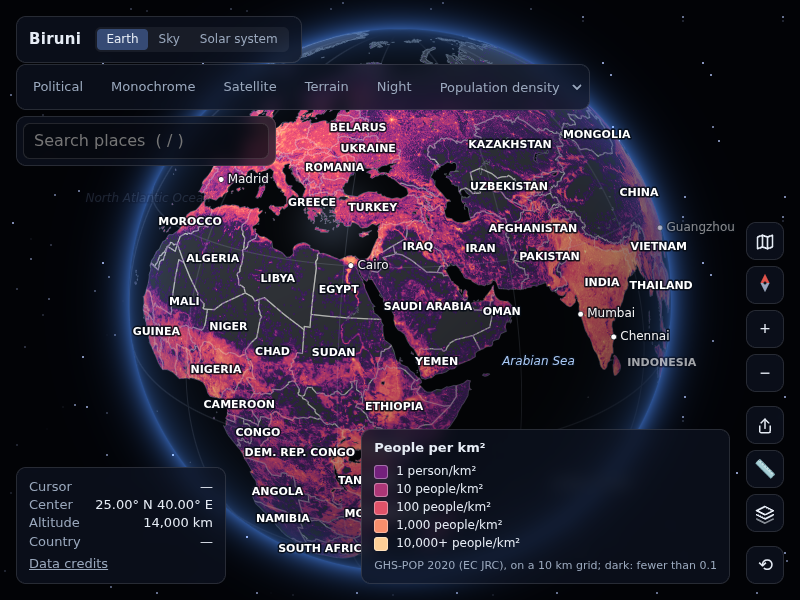 Biruni Earth Sky Solar system
Political Monochrome Satellite Terrain Night Population density
Search places ( / )
BELARUS
MONGOLIA
UKRAINE
KAZAKHSTAN
ROMANIA
Madrid
UZBEKISTAN
CHINA
North Atlantic Ocea
GREECE
TURKEY
MOROCCO
AFGHANISTAN
Guangzhou
IRAQ
IRAN
VIETNAM
ALGERIA
PAKISTAN
Cairo
LIBYA
EGYPT
INDIA
THAILAND
MALI
SAUDI ARABIA
OMAN
Mumbai
GUINEA
NIGER
Chennai
CHAD
SUDAN
YEMEN
Arabian Sea
INDONESIA
NIGERIA
CAMEROON
ETHIOPIA
CONGO
DEM. REP. CONGO
TAN
ANGOLA
MO
NAMIBIA
SOUTH AFRIC
People per km²
1 person/km²
10 people/km²
100 people/km²
1,000 people/km²
10,000+ people/km²
GHS-POP 2020 (EC JRC), on a 10 km grid; dark: fewer than 0.1
Cursor —
Center 25.00° N 40.00° E
Altitude 14,000 km
Country —
Data credits